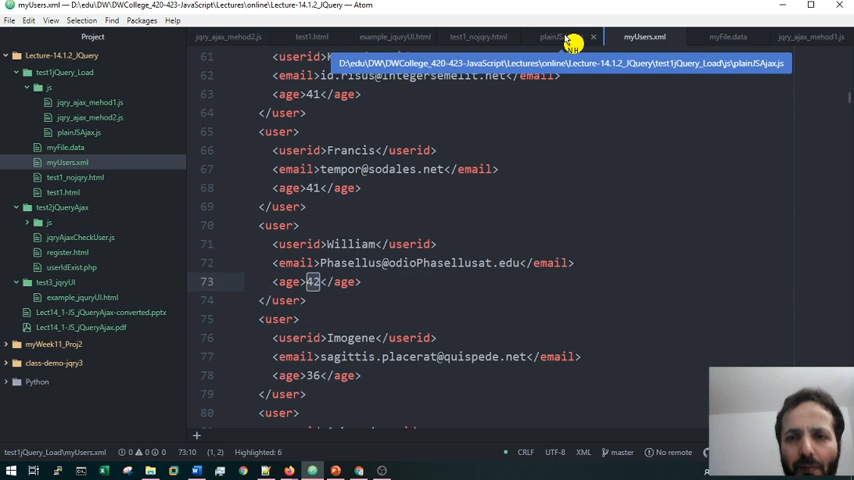 myUsers.xml — D:\edu\DW\DWCollege_420-423-JavaScript\Lectures\online\Lecture-14.1.2_JQuery — Atom
File Edit View Selection Find Packages Help
Project
jqry_ajax_mehod2.js test1.html example_jquryUI.html test1_nojqry.html plainJSA myUsers.xml myFile.data jqry_ajax_mehod1.js
D:\edu\DW\DWCollege_420-423-JavaScript\Lectures\online\Lecture-14.1.2_JQuery\test1jQuery_Load\js\plainJSAjax.js
Lecture-14.1.2_JQuery
test1jQuery_Load
js
jqry_ajax_mehod1.js
jqry_ajax_mehod2.js
plainJSAjax.js
myFile.data
myUsers.xml
test1_nojqry.html
test1.html
test2jQueryAjax
js
jqryAjaxCheckUser.js
register.html
userIdExist.php
test3_jqryUI
example_jquryUI.html
Lect14_1-JS_jQueryAjax-converted.pptx
Lect14_1-JS_jQueryAjax.pdf
myWeek11_Proj2
class-demo-jqry3
Python
61 <userid>
62 <email>id.risus@integersemelit.net</email>
63 <age>41</age>
64 </user>
65 <user>
66 <userid>Francis</userid>
67 <email>tempor@sodales.net</email>
68 <age>41</age>
69 </user>
70 <user>
71 <userid>William</userid>
72 <email>Phasellus@odioPhasellusat.edu</email>
73 <age>42</age>
74 </user>
75 <user>
76 <userid>Imogene</userid>
77 <email>sagittis.placerat@quispede.net</email>
78 <age>36</age>
79 </user>
80 <user>
test1jQuery_Load\myUsers.xml 0 0 0 73:10 (1, 2) Highlighted: 6 CRLF UTF-8 XML master No remote